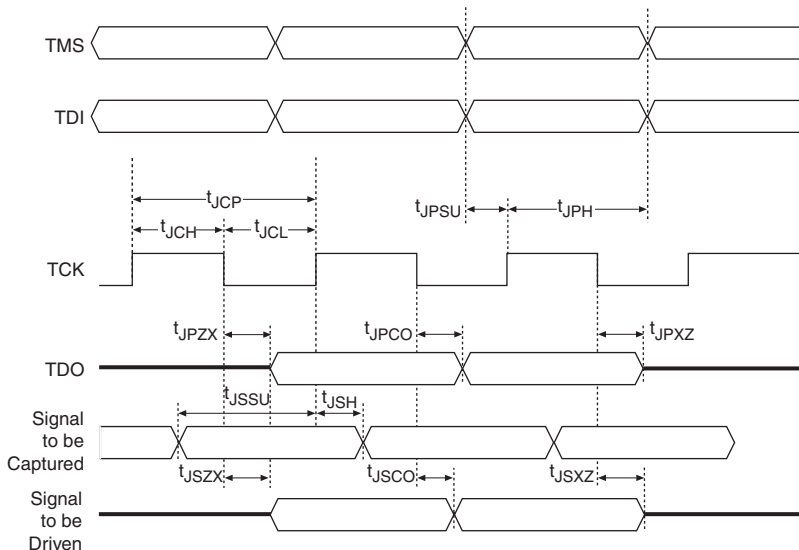 TMS
TDI
tJCP
tJPSU
tJPH
tJCH
tJCL
TCK
tJPZX
tJPCO
tJPXZ
TDO
tJSSU
tJSH
Signal
to be
Captured
tJSZX
tJSCO
tJSXZ
Signal
to be
Driven